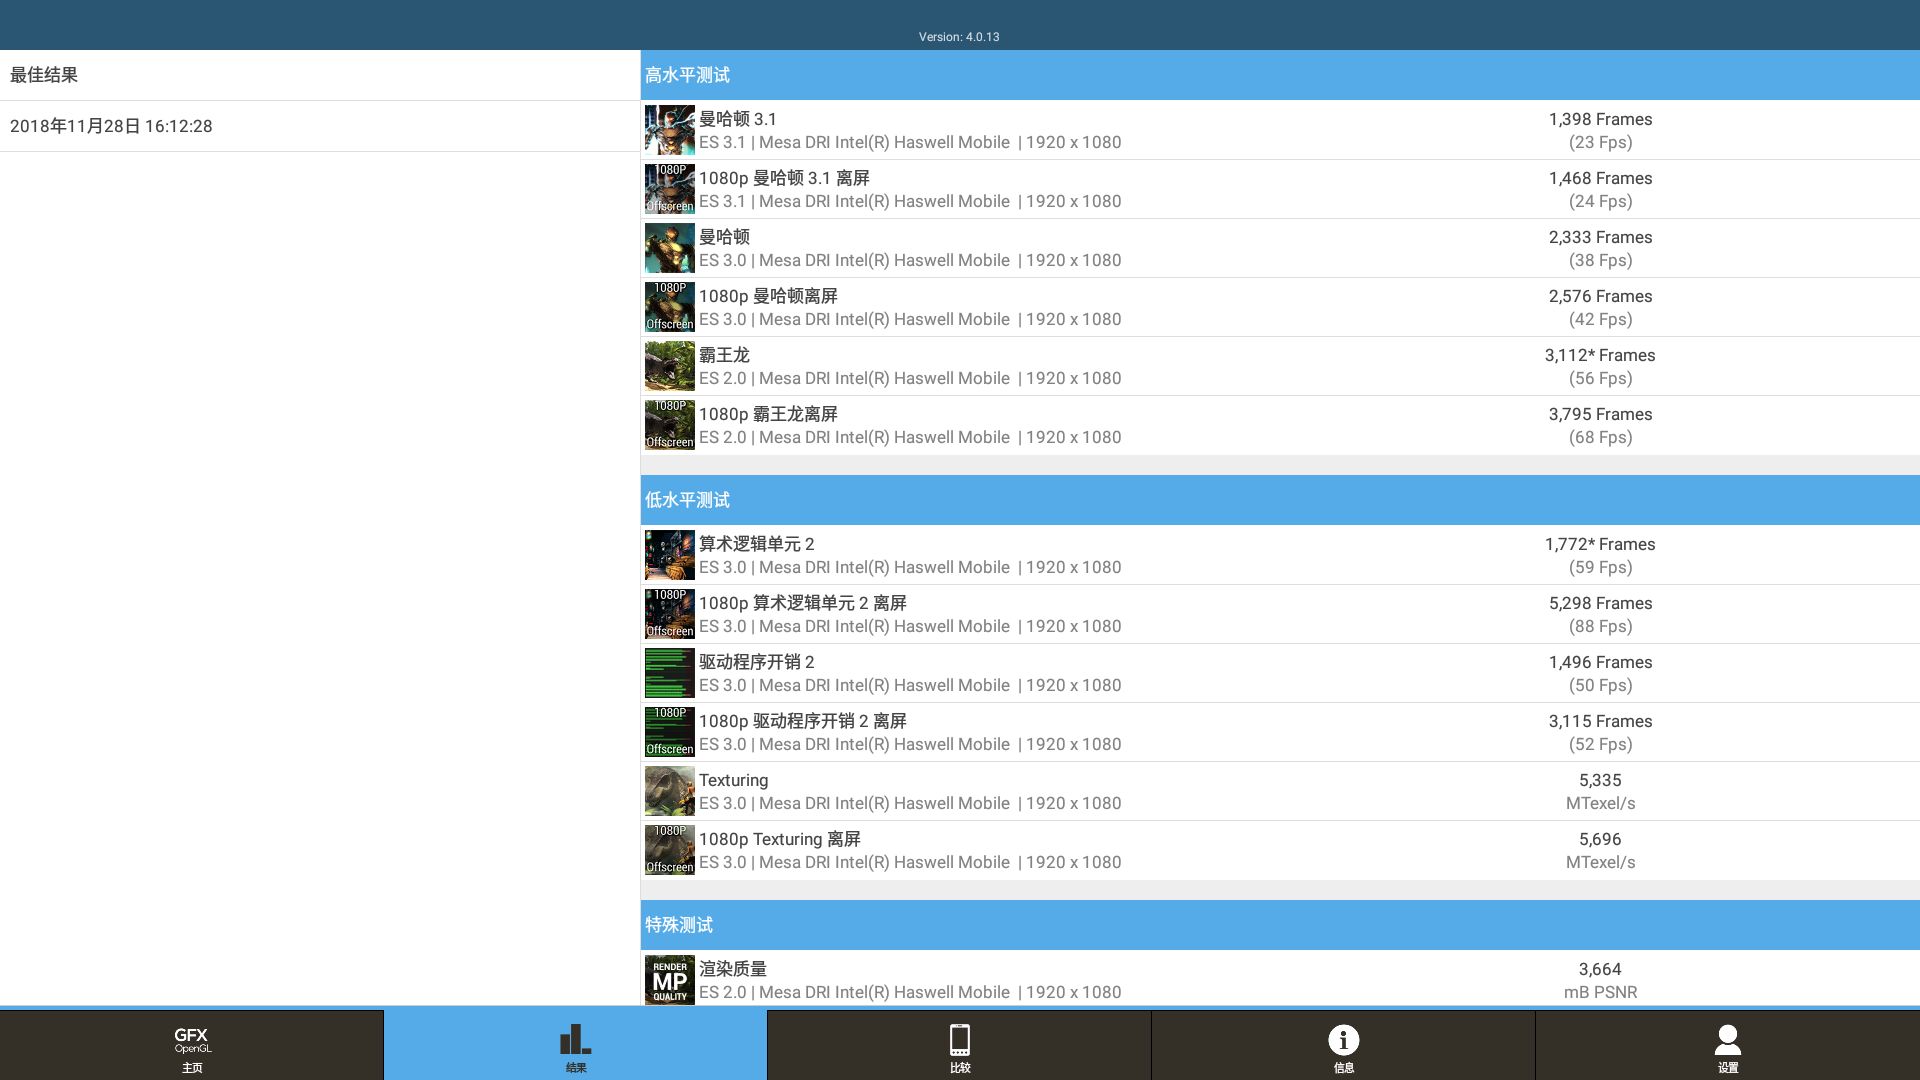 Version: 4.0.13
最佳结果
2018年11月28日 16:12:28
高水平测试
曼哈顿 3.1
1,398 Frames
ES 3.1 | Mesa DRI Intel(R) Haswell Mobile | 1920 x 1080
(23 Fps)
1080P
Offscreen
1080p 曼哈顿 3.1 离屏
1,468 Frames
ES 3.1 | Mesa DRI Intel(R) Haswell Mobile | 1920 x 1080
(24 Fps)
曼哈顿
2,333 Frames
ES 3.0 | Mesa DRI Intel(R) Haswell Mobile | 1920 x 1080
(38 Fps)
1080P
Offscreen
1080p 曼哈顿离屏
2,576 Frames
ES 3.0 | Mesa DRI Intel(R) Haswell Mobile | 1920 x 1080
(42 Fps)
霸王龙
3,112* Frames
ES 2.0 | Mesa DRI Intel(R) Haswell Mobile | 1920 x 1080
(56 Fps)
1080P
Offscreen
1080p 霸王龙离屏
3,795 Frames
ES 2.0 | Mesa DRI Intel(R) Haswell Mobile | 1920 x 1080
(68 Fps)
低水平测试
算术逻辑单元 2
1,772* Frames
ES 3.0 | Mesa DRI Intel(R) Haswell Mobile | 1920 x 1080
(59 Fps)
1080P
Offscreen
1080p 算术逻辑单元 2 离屏
5,298 Frames
ES 3.0 | Mesa DRI Intel(R) Haswell Mobile | 1920 x 1080
(88 Fps)
驱动程序开销 2
1,496 Frames
ES 3.0 | Mesa DRI Intel(R) Haswell Mobile | 1920 x 1080
(50 Fps)
1080P
Offscreen
1080p 驱动程序开销 2 离屏
3,115 Frames
ES 3.0 | Mesa DRI Intel(R) Haswell Mobile | 1920 x 1080
(52 Fps)
Texturing
5,335
ES 3.0 | Mesa DRI Intel(R) Haswell Mobile | 1920 x 1080
MTexel/s
1080P
Offscreen
1080p Texturing 离屏
5,696
ES 3.0 | Mesa DRI Intel(R) Haswell Mobile | 1920 x 1080
MTexel/s
特殊测试
RENDER
MP
QUALITY
渲染质量
3,664
ES 2.0 | Mesa DRI Intel(R) Haswell Mobile | 1920 x 1080
mB PSNR
GFX
OpenGL
主页
结果
比较
信息
设置